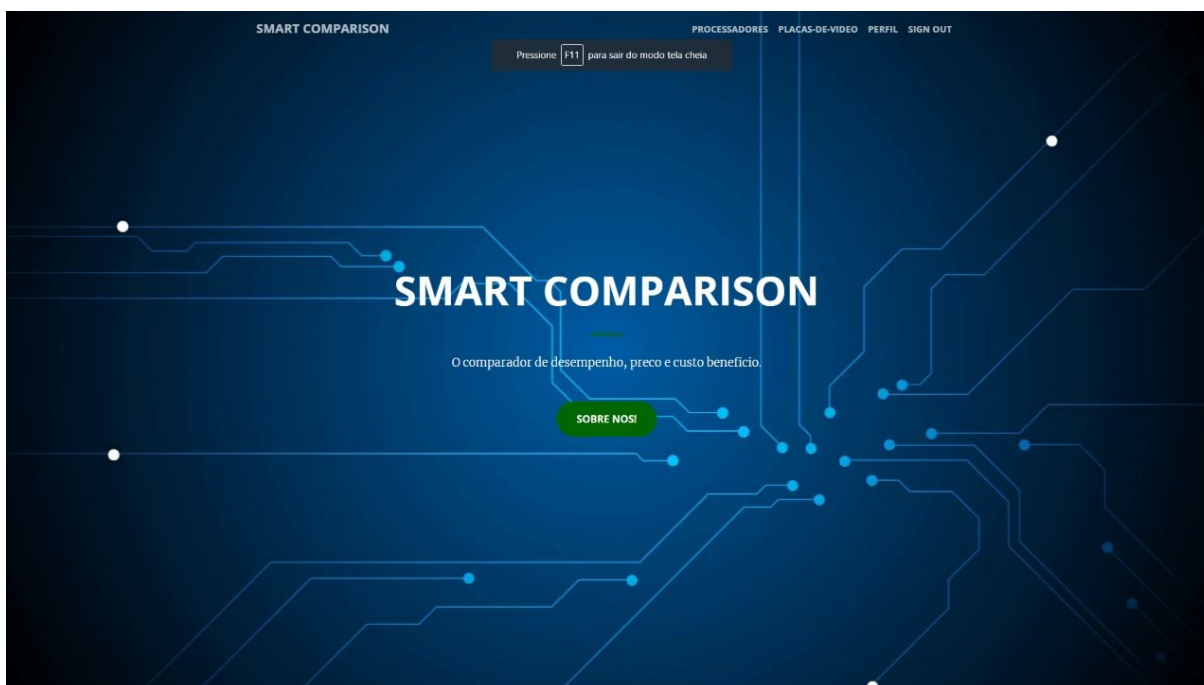 SMART COMPARISON
PROCESSADORES PLACAS-DE-VIDEO PERFIL SIGN OUT
Pressione F11 para sair do modo tela cheia
SMART COMPARISON
O comparador de desempenho, preco e custo beneficio.
SOBRE NOS!